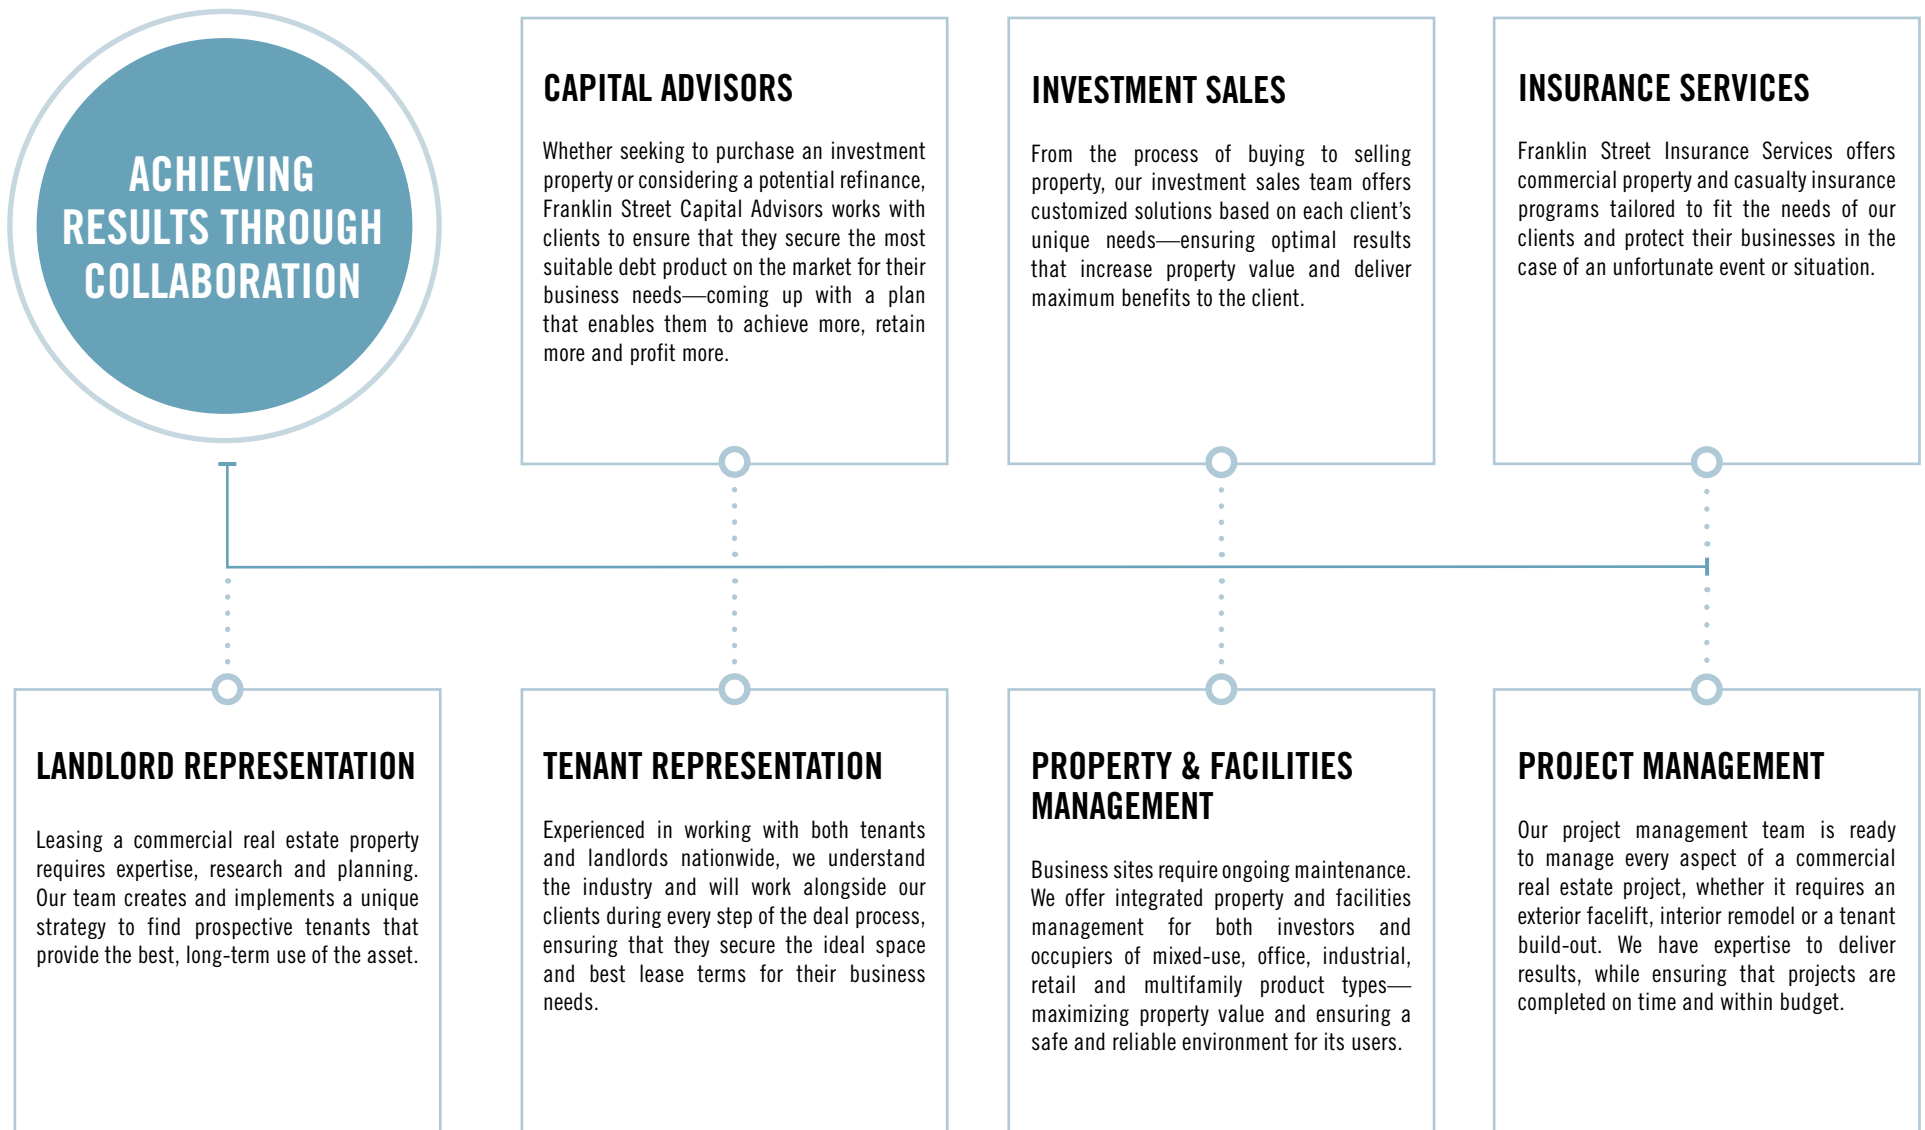 ACHIEVING
RESULTS THROUGH
COLLABORATION
CAPITAL ADVISORS
Whether seeking to purchase an investment
property or considering a potential refinance,
Franklin Street Capital Advisors works with
clients to ensure that they secure the most
suitable debt product on the market for their
business needs—coming up with a plan
that enables them to achieve more, retain
more and profit more.
INVESTMENT SALES
From the process of buying to selling
property, our investment sales team offers
customized solutions based on each client's
unique needs—ensuring optimal results
that increase property value and deliver
maximum benefits to the client.
INSURANCE SERVICES
Franklin Street Insurance Services offers
commercial property and casualty insurance
programs tailored to fit the needs of our
clients and protect their businesses in the
case of an unfortunate event or situation.
LANDLORD REPRESENTATION
Leasing a commercial real estate property
requires expertise, research and planning.
Our team creates and implements a unique
strategy to find prospective tenants that
provide the best, long-term use of the asset.
TENANT REPRESENTATION
Experienced in working with both tenants
and landlords nationwide, we understand
the industry and will work alongside our
clients during every step of the deal process,
ensuring that they secure the ideal space
and best lease terms for their business
needs.
PROPERTY & FACILITIES
MANAGEMENT
Business sites require ongoing maintenance.
We offer integrated property and facilities
management for both investors and
occupiers of mixed-use, office, industrial,
retail and multifamily product types—
maximizing property value and ensuring a
safe and reliable environment for its users.
PROJECT MANAGEMENT
Our project management team is ready
to manage every aspect of a commercial
real estate project, whether it requires an
exterior facelift, interior remodel or a tenant
build-out. We have expertise to deliver
results, while ensuring that projects are
completed on time and within budget.